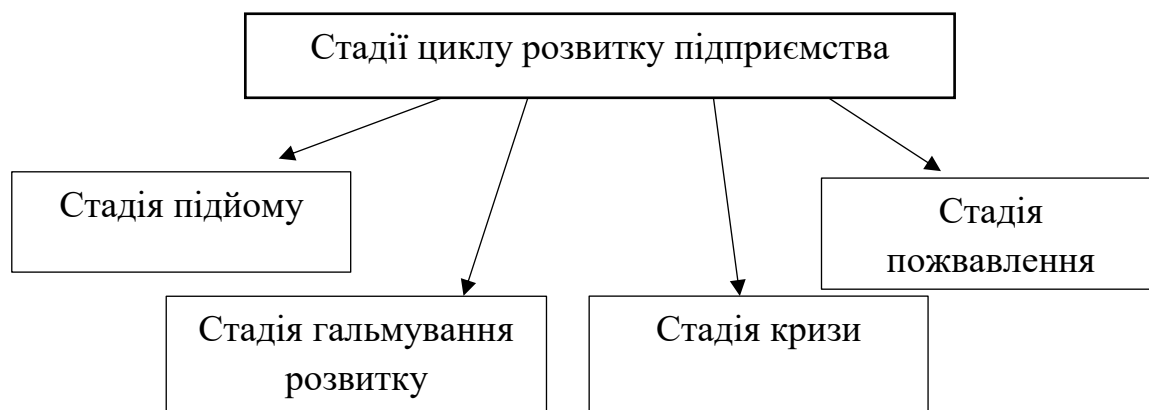 Стадії циклу розвитку підприємства
Стадія підйому
Стадія
пожвавлення
Стадія гальмування
розвитку
Стадія кризи